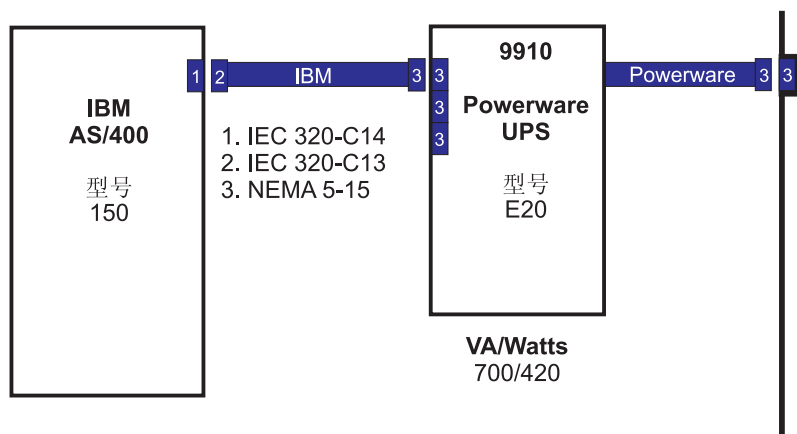 1
2
IBM
3
3
3
3
9910
Powerware
UPS
型号
E20
Powerware
3
3
IBM
AS/400
型号
150
1. IEC 320-C14
2. IEC 320-C13
3. NEMA 5-15
VA/Watts
700/420